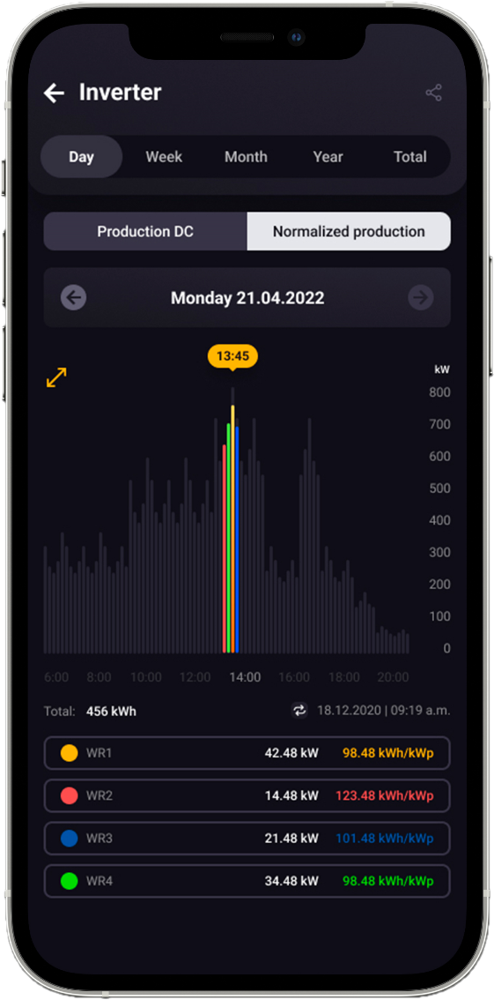 Inverter
Day Week Month Year Total
Production DC Normalized production
Monday 21.04.2022
13:45
kW
800
700
600
500
400
300
200
100
0
6:00 8:00 10:00 12:00 14:00 16:00 18:00 20:00
Total: 456 kWh 18.12.2020 | 09:19 a.m.
WR1 42.48 kW 98.48 kWh/kWp
WR2 14.48 kW 123.48 kWh/kWp
WR3 21.48 kW 101.48 kWh/kWp
WR4 34.48 kW 98.48 kWh/kWp